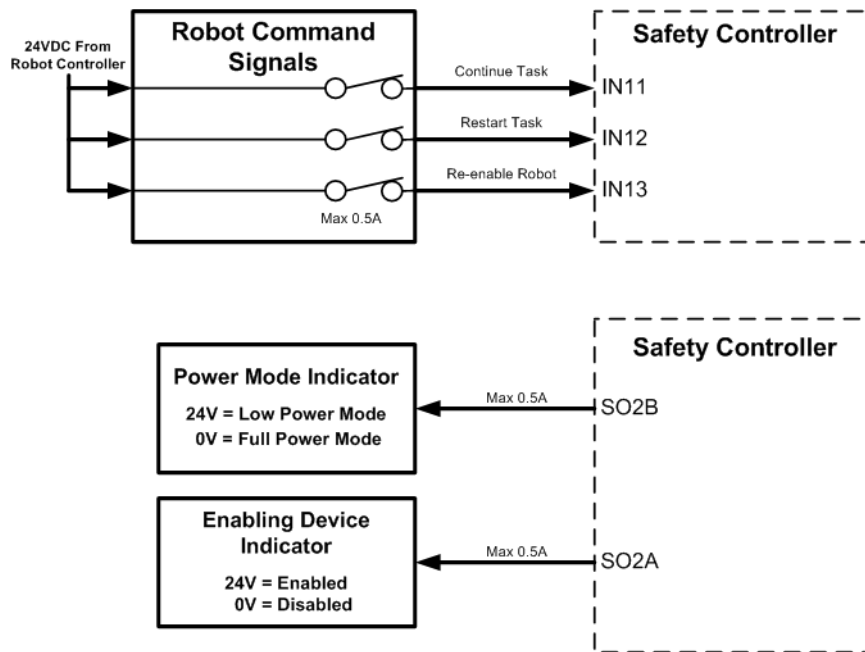 24VDC From
Robot Controller
Robot Command
Signals
Continue Task
Restart Task
Re-enable Robot
Max 0.5A
Safety Controller
IN11
IN12
IN13
Power Mode Indicator
24V = Low Power Mode
0V = Full Power Mode
Max 0.5A
Safety Controller
SO2B
Enabling Device
Indicator
24V = Enabled
0V = Disabled
Max 0.5A
SO2A